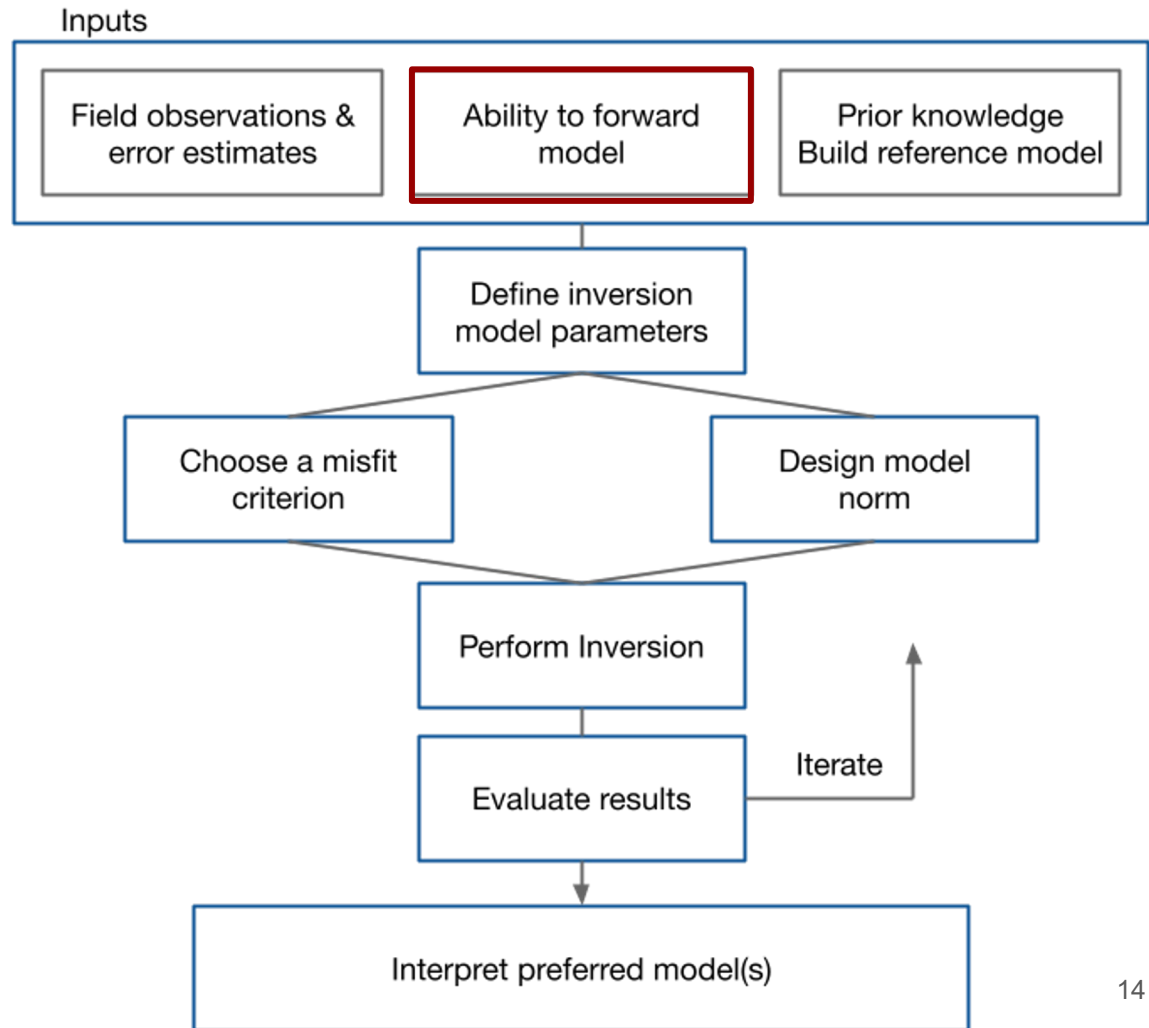 Inputs
Field observations &
error estimates
Ability to forward
model
Prior knowledge
Build reference model
Define inversion
model parameters
Choose a misfit
criterion
Design model
norm
Perform Inversion
Evaluate results
Iterate
Interpret preferred model(s)
14